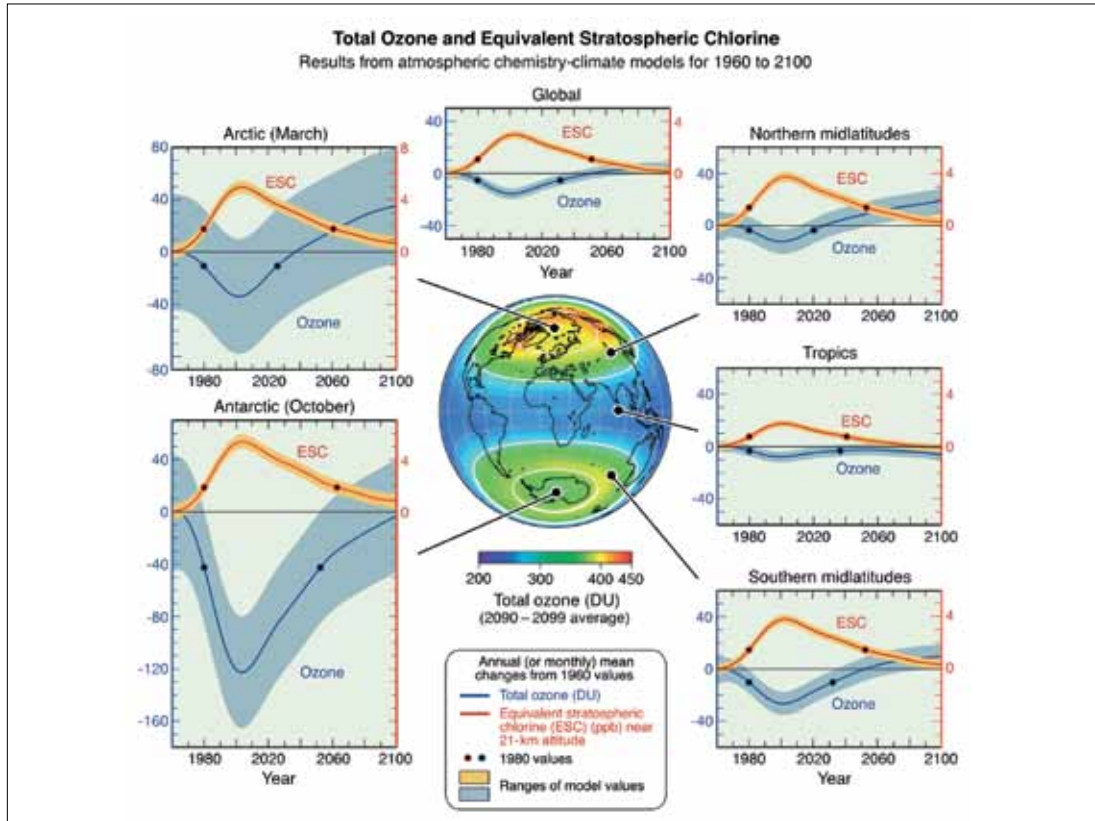 Total Ozone and Equivalent Stratospheric Chlorine
Results from atmospheric chemistry-climate models for 1960 to 2100
Global
40
0
-40
4
2
0
ESC
Ozone
1980 2020 2060 2100
Year
Arctic (March)
80
40
0
-40
-80
8
4
0
ESC
Ozone
1980 2020 2060 2100
Northern midlatitudes
40
0
-40
4
2
0
ESC
Ozone
1980 2020 2060 2100
Tropics
40
0
-40
4
2
0
ESC
Ozone
1980 2020 2060 2100
Antarctic (October)
40
0
-40
-80
-120
-160
4
0
ESC
Ozone
1980 2020 2060 2100
Year
200 325 400 450
Total ozone (DU)
(2090 – 2099 average)
Annual (or monthly) mean
changes from 1960 values
Total ozone (DU)
Equivalent stratospheric
chlorine (ESC) (ppb) near
21-km altitude
1980 values
Ranges of model values
Southern midlatitudes
40
0
-40
4
2
0
ESC
Ozone
1980 2020 2060 2100
Year